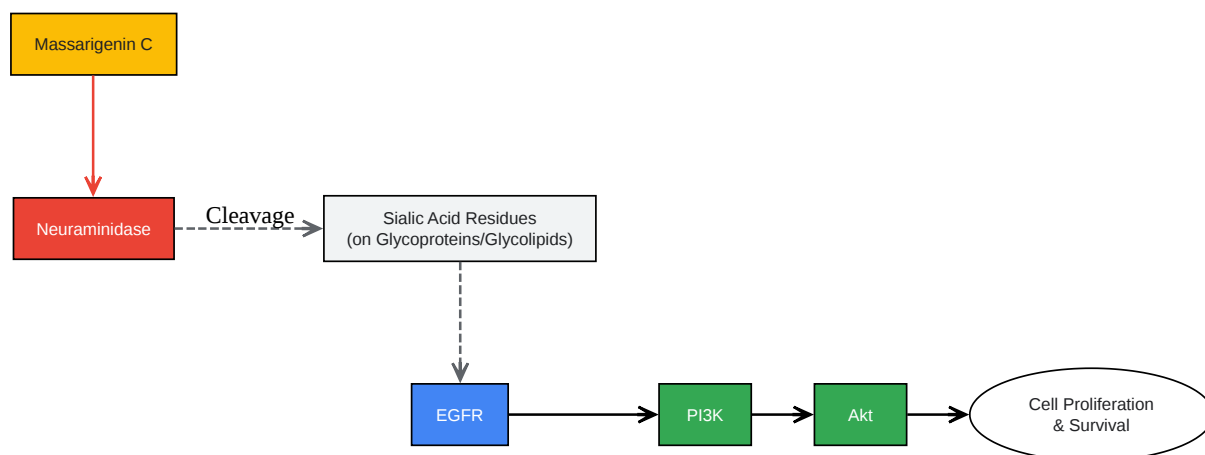 Massarigenin C
Neuraminidase
Cleavage
Sialic Acid Residues
(on Glycoproteins/Glycolipids)
EGFR
PI3K
Akt
Cell Proliferation
& Survival